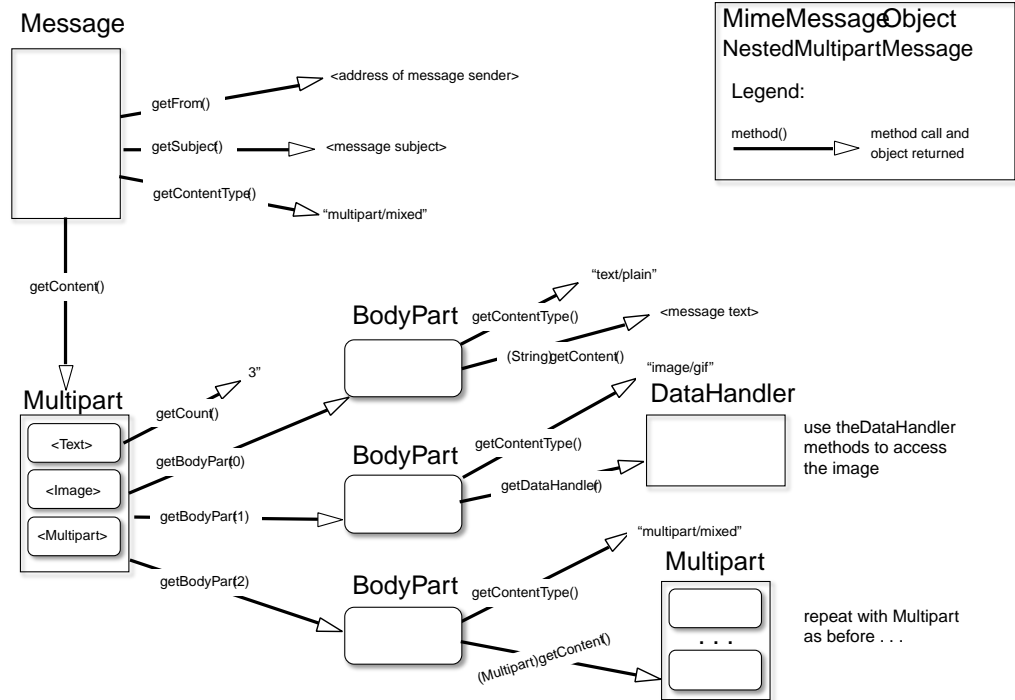 Message
MimeMessageObject
NestedMultipartMessage
Legend:
method()
method call and
object returned
getFrom()
<address of message sender>
getSubject()
<message subject>
getContentType()
“multipart/mixed”
getContent()
Multipart
<Text>
<Image>
<Multipart>
getCount()
3”
getBodyPart(0)
getBodyPart(1)
getBodyPart(2)
BodyPart
getContentType()
“text/plain”
(String)getContent()
<message text>
BodyPart
getContentType()
“image/gif”
getDataHandler()
DataHandler
use theDataHandler
methods to access
the image
BodyPart
getContentType()
“multipart/mixed”
(Multipart)getContent()
Multipart
. . .
repeat with Multipart
as before . . .